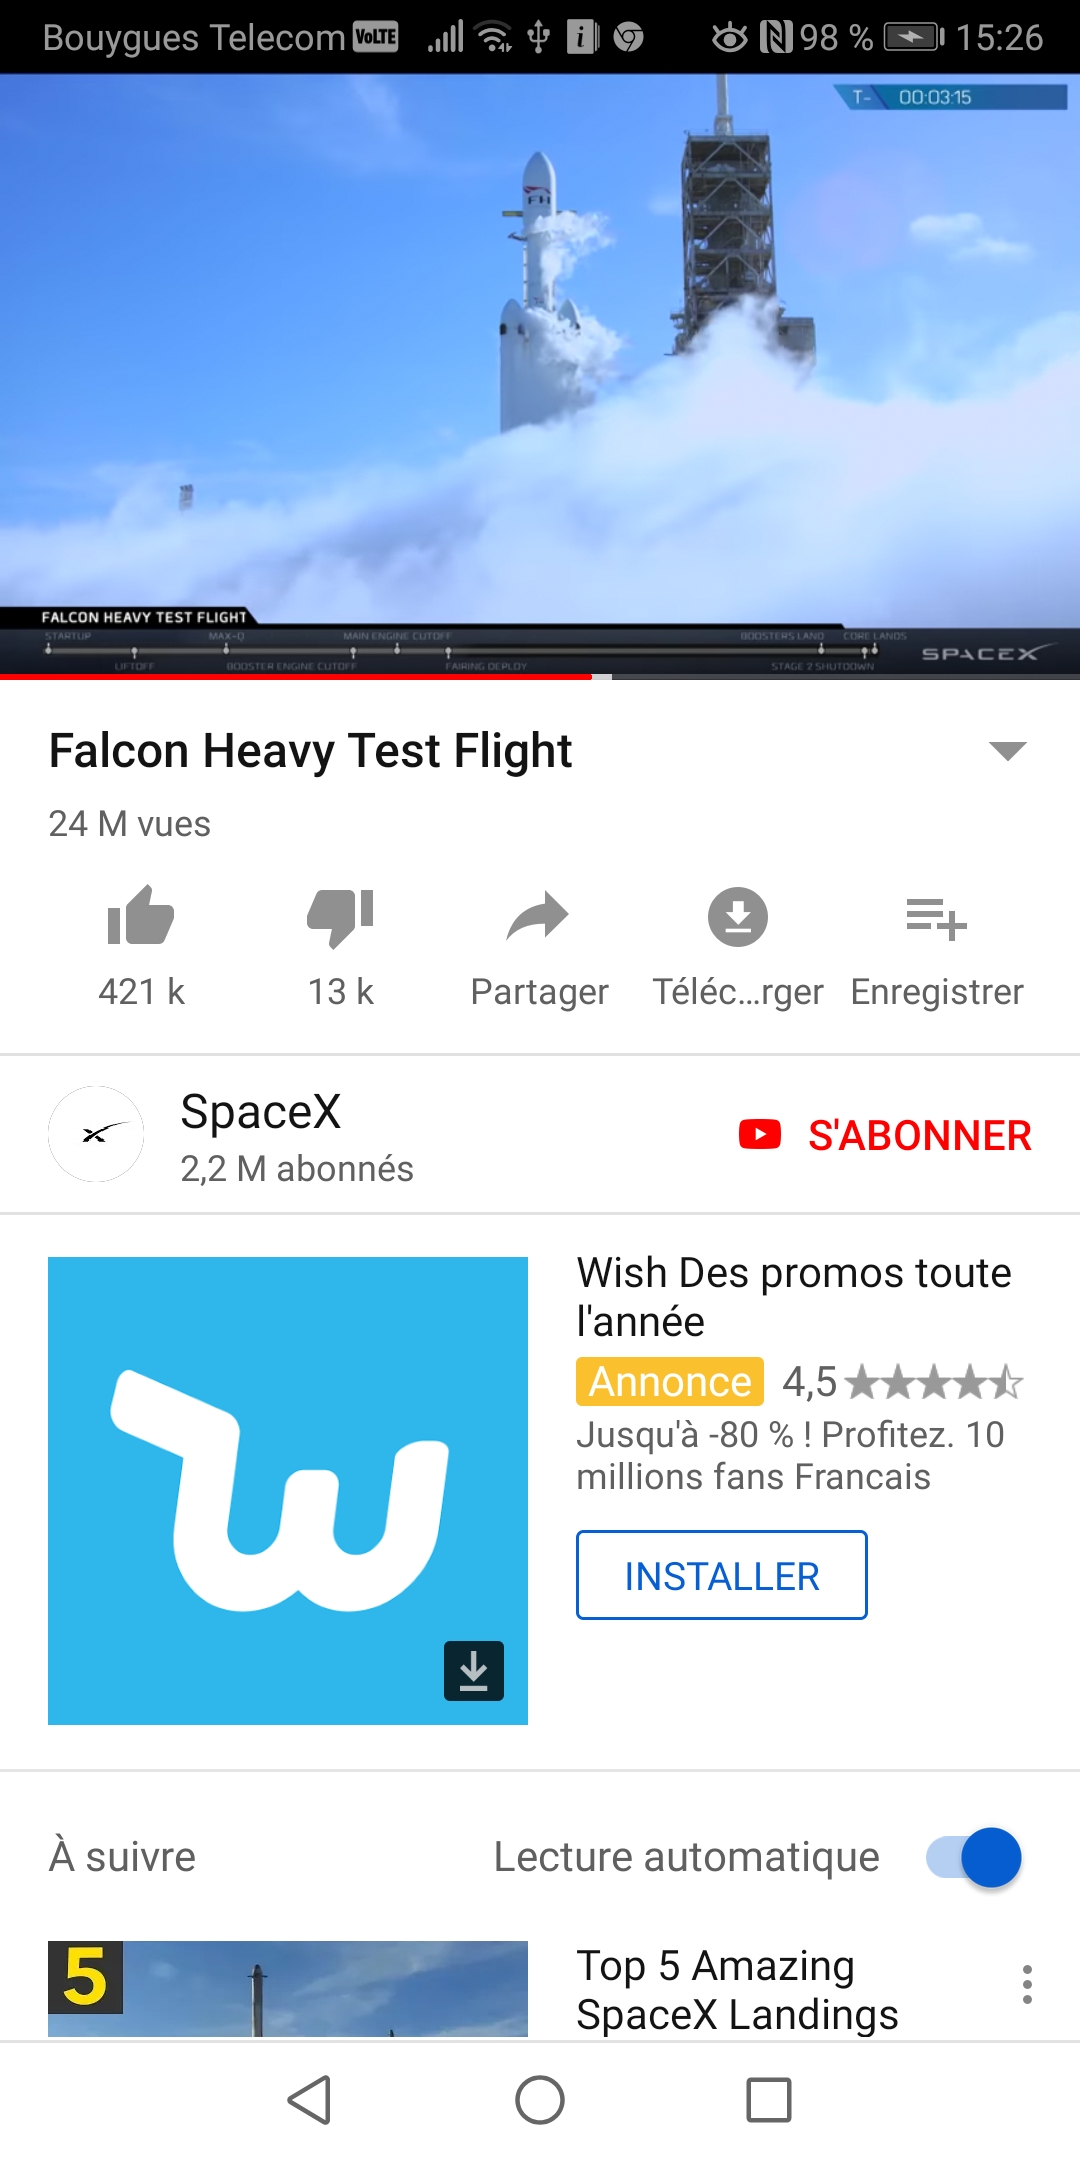 Bouygues Telecom VoLTE 98 % 15:26
T- 00:03:15
FH
FALCON HEAVY TEST FLIGHT
STARTUP MAX-Q MAIN ENGINE CUTOFF BOOSTERS LAND CORE LANDS
LIFTOFF BOOSTER ENGINE CUTOFF FAIRING DEPLOY STAGE 2 SHUTDOWN
SPACEX
Falcon Heavy Test Flight
24 M vues
421 k 13 k Partager Téléc...rger Enregistrer
SpaceX
2,2 M abonnés
S'ABONNER
Wish Des promos toute
l'année
Annonce 4,5
Jusqu'à -80 % ! Profitez. 10
millions fans Francais
INSTALLER
À suivre Lecture automatique
5
Top 5 Amazing
SpaceX Landings